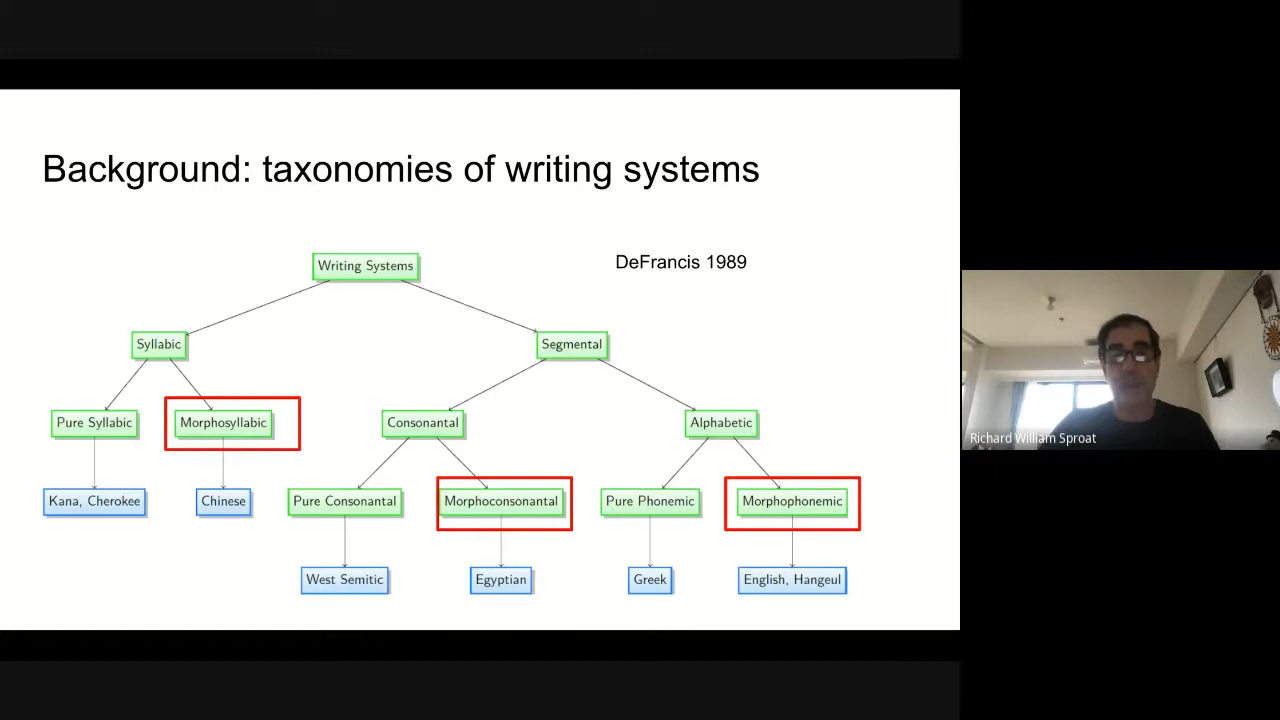 Background: taxonomies of writing systems
Writing Systems
DeFrancis 1989
Syllabic
Segmental
Pure Syllabic
Morphosyllabic
Consonantal
Alphabetic
Kana, Cherokee
Chinese
Pure Consonantal
Morphoconsonantal
Pure Phonemic
Morphophonemic
West Semitic
Egyptian
Greek
English, Hangeul
Richard William Sproat